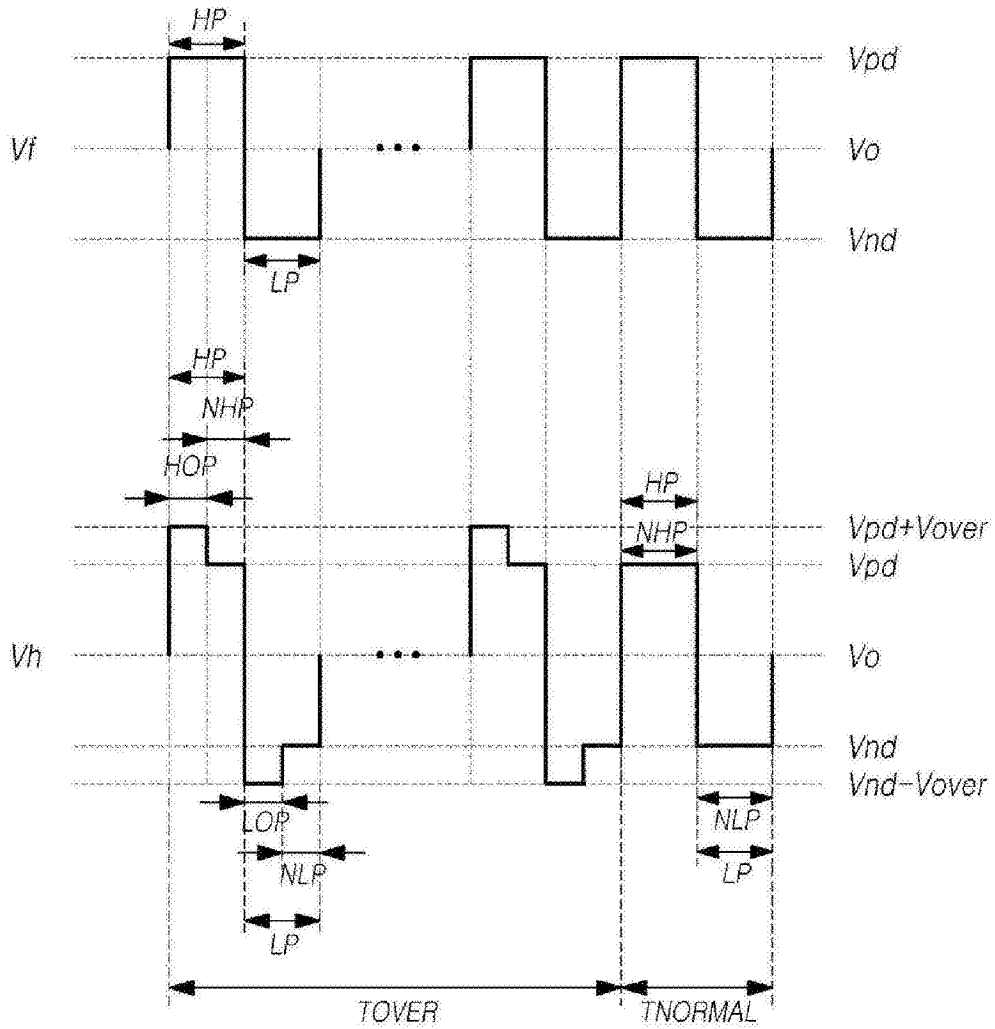 HP
Vpd
Vf
Vo
Vnd
LP
HP
NHP
HOP
HP
NHP
Vpd+Vover
Vpd
Vh
Vo
Vnd
Vnd-Vover
LOP
NLP
NLP
LP
LP
TOVER
TNORMAL